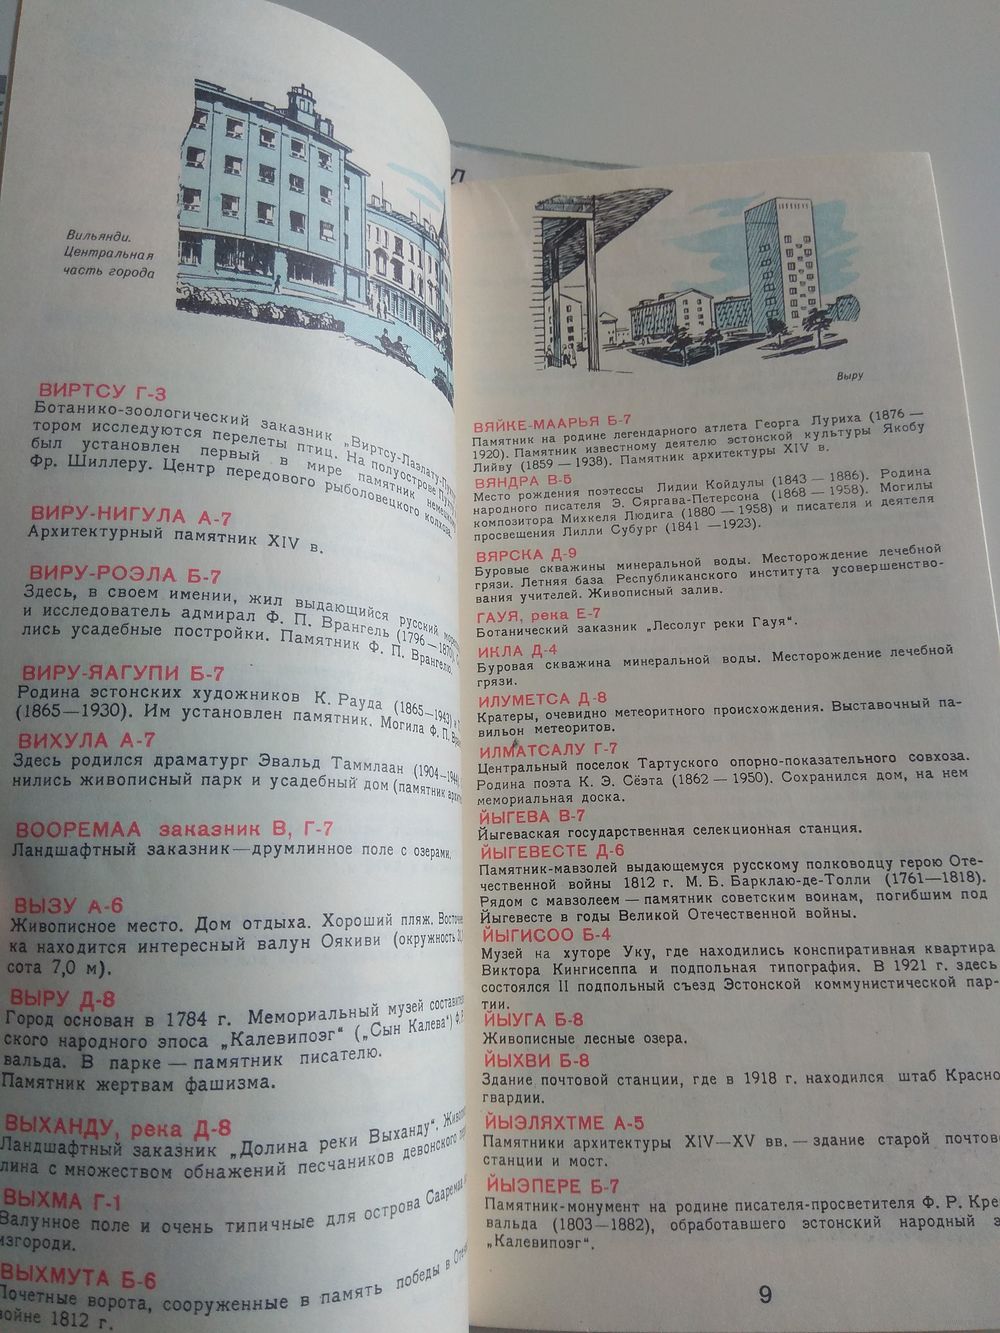 Вильянди.
Центральная
часть города
ВИРТСУ Г-3
Ботанико-зоологический заказник „Виртсу-Лаэлату-Пухту
тором исследуются перелеты птиц. На полуострове Пухту
был установлен первый в мире памятник немецкому
Фр. Шиллеру. Центр передового рыболовецкого колхоза.
ВИРУ-НИГУЛА А-7
Архитектурный памятник XIV в.
ВИРУ-РОЭЛА Б-7
Здесь, в своем имении, жил выдающийся русский
и исследователь адмирал Ф. П. Врангель (1796—1870).
лись усадебные постройки. Памятник Ф. П. Врангелю.
ВИРУ-ЯАГУПИ Б-7
Родина эстонских художников К. Рауда (1865—1943) и
(1865—1930). Им установлен памятник. Могила Ф. П.
ВИХУЛА А-7
Здесь родился драматург Эвальд Таммлаан (1904—
нились живописный парк и усадебный дом (памятник
ВООРЕМАА заказник В, Г-7
Ландшафтный заказник—друмлинное поле с озерами.
ВЫЗУ А-6
Живописное место. Дом отдыха. Хороший пляж.
ка находится интересный валун Оякиви (окружность
сота 7,0 м).
ВЫРУ Д-8
Город основан в 1784 г. Мемориальный музей
ского народного эпоса „Калевипоэг“ („Сын Калева“) Ф.
вальда. В парке — памятник писателю.
Памятник жертвам фашизма.
ВЫХАНДУ, река Д-8
Ландшафтный заказник „Долина реки Выханду“.
лина с множеством обнажений песчаников девонского
ВЫХМА Г-1
Валунное поле и очень типичные для острова Сааремаа
изгороди.
ВЫХМУТА Б-6
Почетные ворота, сооруженные в память победы в
войне 1812 г.
Выру
ВЯЙКЕ-МААРЬЯ Б-7
Памятник на родине легендарного атлета Георга Луриха (1876 —
1920). Памятник известному деятелю эстонской культуры Якобу
Лийву (1859 — 1938). Памятник архитектуры XIV в.
ВЯНДРА В-5
Место рождения поэтессы Лидии Койдулы (1843 — 1886). Родина
народного писателя Э. Сяргава-Петерсона (1868 — 1958). Могилы
композитора Михкеля Людига (1880 — 1958) и писателя и деятеля
просвещения Лилли Субург (1841 —1923).
ВЯРСКА Д-9
Буровые скважины минеральной воды. Месторождение лечебной
грязи. Летняя база Республиканского института усовершенство-
вания учителей. Живописный залив.
ГАУЯ, река Е-7
Ботанический заказник „Лесолуг реки Гауя“.
ИКЛА Д-4
Буровая скважина минеральной воды. Месторождение лечебной
грязи.
ИЛУМЕТСА Д-8
Кратеры, очевидно метеоритного происхождения. Выставочный па-
вильон метеоритов.
ИЛМАТСАЛУ Г-7
Центральный поселок Тартуского опорно-показательного совхоза.
Родина поэта К. Э. Сеэта (1862 — 1950). Сохранился дом, на нем
мемориальная доска.
ЙЫГЕВА В-7
Йыгеваская государственная селекционная станция.
ЙЫГЕВЕСТЕ Д-6
Памятник-мавзолей выдающемуся русскому полководцу герою Оте-
чественной войны 1812 г. М. Б. Барклаю-де-Толли (1761—1818).
Рядом с мавзолеем — памятник советским воинам, погибшим под
Йыгевесте в годы Великой Отечественной войны.
ЙЫГИСОО Б-4
Музей на хуторе Уку, где находились конспиративная квартира
Виктора Кингисеппа и подпольная типография. В 1921 г. здесь
состоялся II подпольный съезд Эстонской коммунистической пар-
тии.
ЙЫУГА Б-8
Живописные лесные озера.
ЙЫХВИ Б-8
Здание почтовой станции, где в 1918 г. находился штаб Красно
гвардии.
ЙЫЭЛЯХТМЕ А-5
Памятники архитектуры XIV—XV вв. — здание старой почтово
станции и мост.
ЙЫЭПЕРЕ Б-7
Памятник-монумент на родине писателя-просветителя Ф. Р. Кре
вальда (1803—1882), обработавшего эстонский народный э
„Калевипоэг“.
9